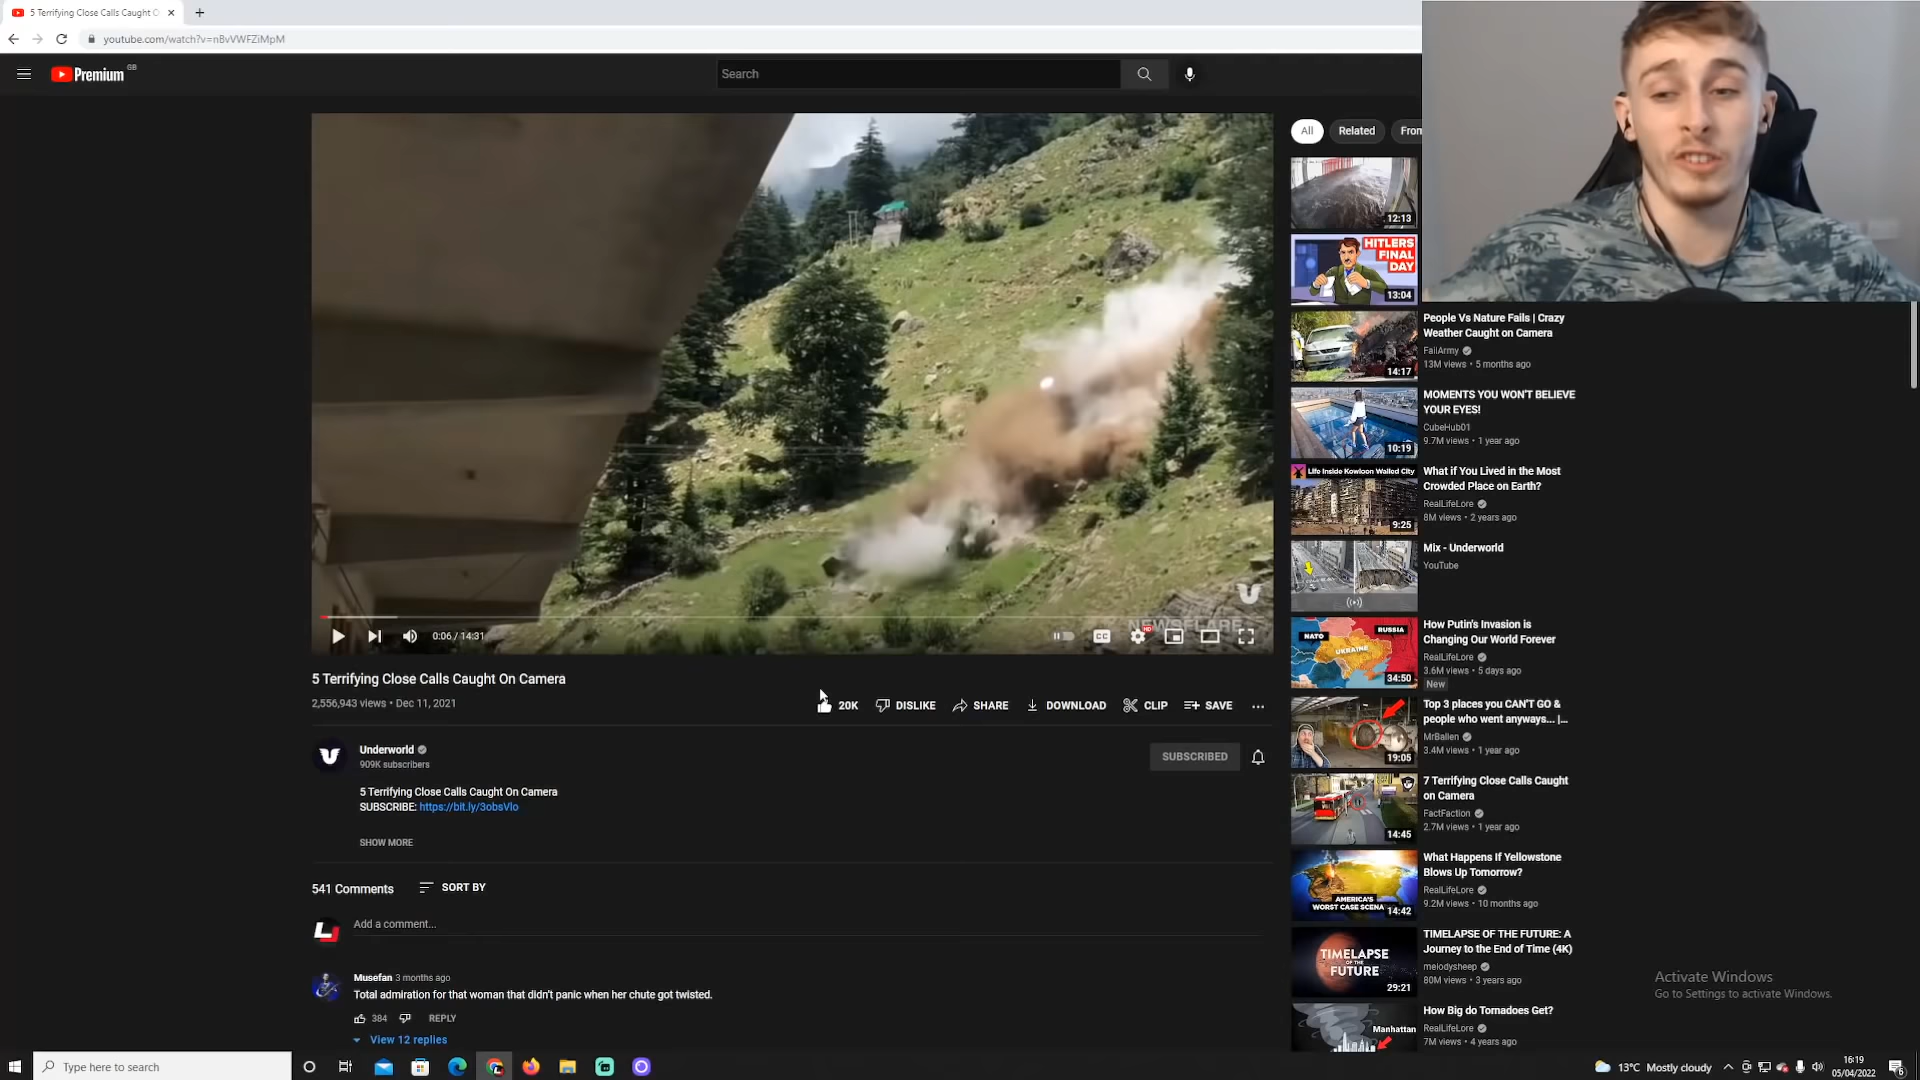 5 Terrifying Close Calls Caught O
youtube.com/watch?v=nBvVWFZiMpM
Premium GB
Search
NEWSFLARE
0:06 / 14:31
CC
HD
5 Terrifying Close Calls Caught On Camera
2,556,943 views • Dec 11, 2021
20K
DISLIKE
SHARE
DOWNLOAD
CLIP
SAVE
Underworld
909K subscribers
SUBSCRIBED
5 Terrifying Close Calls Caught On Camera
SUBSCRIBE: https://bit.ly/3obsVlo
SHOW MORE
541 Comments
SORT BY
Add a comment...
Musefan 3 months ago
Total admiration for that woman that didn't panic when her chute got twisted.
384
REPLY
View 12 replies
All
Related
From
12:13
HITLERS
FINAL
DAY
13:04
People Vs Nature Fails | Crazy
Weather Caught on Camera
FailArmy
13M views • 5 months ago
14:17
MOMENTS YOU WON'T BELIEVE
YOUR EYES!
CubeHub01
9.7M views • 1 year ago
10:19
Life Inside Kowloon Walled City
9:25
What if You Lived in the Most
Crowded Place on Earth?
RealLifeLore
8M views • 2 years ago
Mix - Underworld
YouTube
NATO
RUSSIA
UKRAINE
34:50
How Putin's Invasion is
Changing Our World Forever
RealLifeLore
3.6M views • 5 days ago
New
Top 3 places you CAN'T GO &
people who went anyways... |...
MrBallen
3.4M views • 1 year ago
19:05
7 Terrifying Close Calls Caught
on Camera
FactFaction
2.7M views • 1 year ago
14:45
What Happens If Yellowstone
Blows Up Tomorrow?
RealLifeLore
9.2M views • 10 months ago
AMERICA'S
WORST CASE SCENA
14:42
TIMELAPSE OF THE FUTURE: A
Journey to the End of Time (4K)
melodysheep
80M views • 3 years ago
TIMELAPSE
OF THE
FUTURE
29:21
How Big do Tornadoes Get?
RealLifeLore
7M views • 4 years ago
Manhattan
Activate Windows
Go to Settings to activate Windows.
Type here to search
13°C Mostly cloudy
16:19
05/04/2022
6